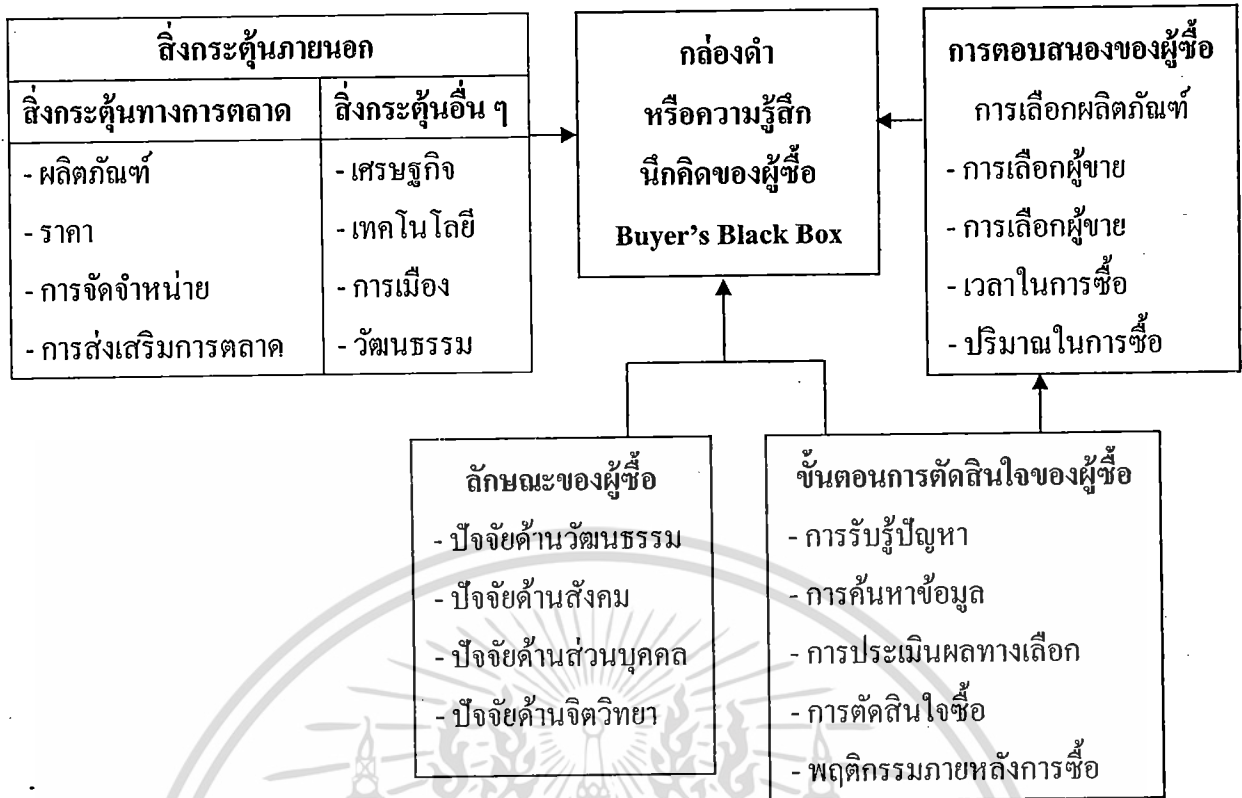 สิ่งกระตุ้นภายนอก
สิ่งกระตุ้นทางการตลาด
- ผลิตภัณฑ์
- ราคา
- การจัดจำหน่าย
- การส่งเสริมการตลาด
สิ่งกระตุ้นอื่น ๆ
- เศรษฐกิจ
- เทคโนโลยี
- การเมือง
- วัฒนธรรม
กล่องดำ
หรือความรู้สึก
นึกคิดของผู้ซื้อ
Buyer's Black Box
การตอบสนองของผู้ซื้อ
การเลือกผลิตภัณฑ์
- การเลือกผู้ขาย
- การเลือกผู้ขาย
- เวลาในการซื้อ
- ปริมาณในการซื้อ
ลักษณะของผู้ซื้อ
- ปัจจัยด้านวัฒนธรรม
- ปัจจัยด้านสังคม
- ปัจจัยด้านส่วนบุคคล
- ปัจจัยด้านจิตวิทยา
ขั้นตอนการตัดสินใจของผู้ซื้อ
- การรับรู้ปัญหา
- การค้นหาข้อมูล
- การประเมินผลทางเลือก
- การตัดสินใจซื้อ
- พฤติกรรมภายหลังการซื้อ